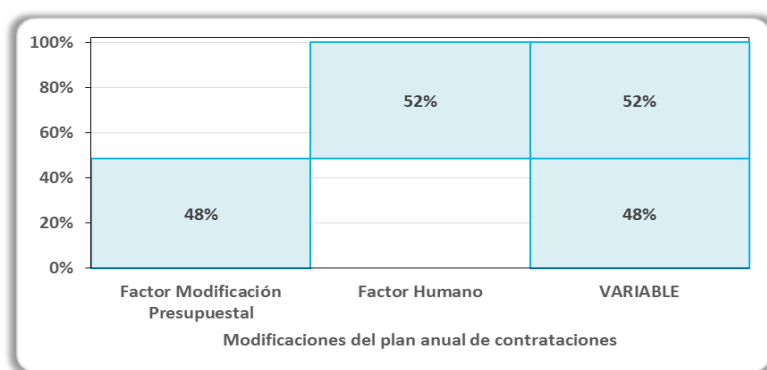 100%
80%
60%
40%
20%
0%
52%
52%
48%
48%
Factor Modificación
Presupuestal
Factor Humano
VARIABLE
Modificaciones del plan anual de contrataciones